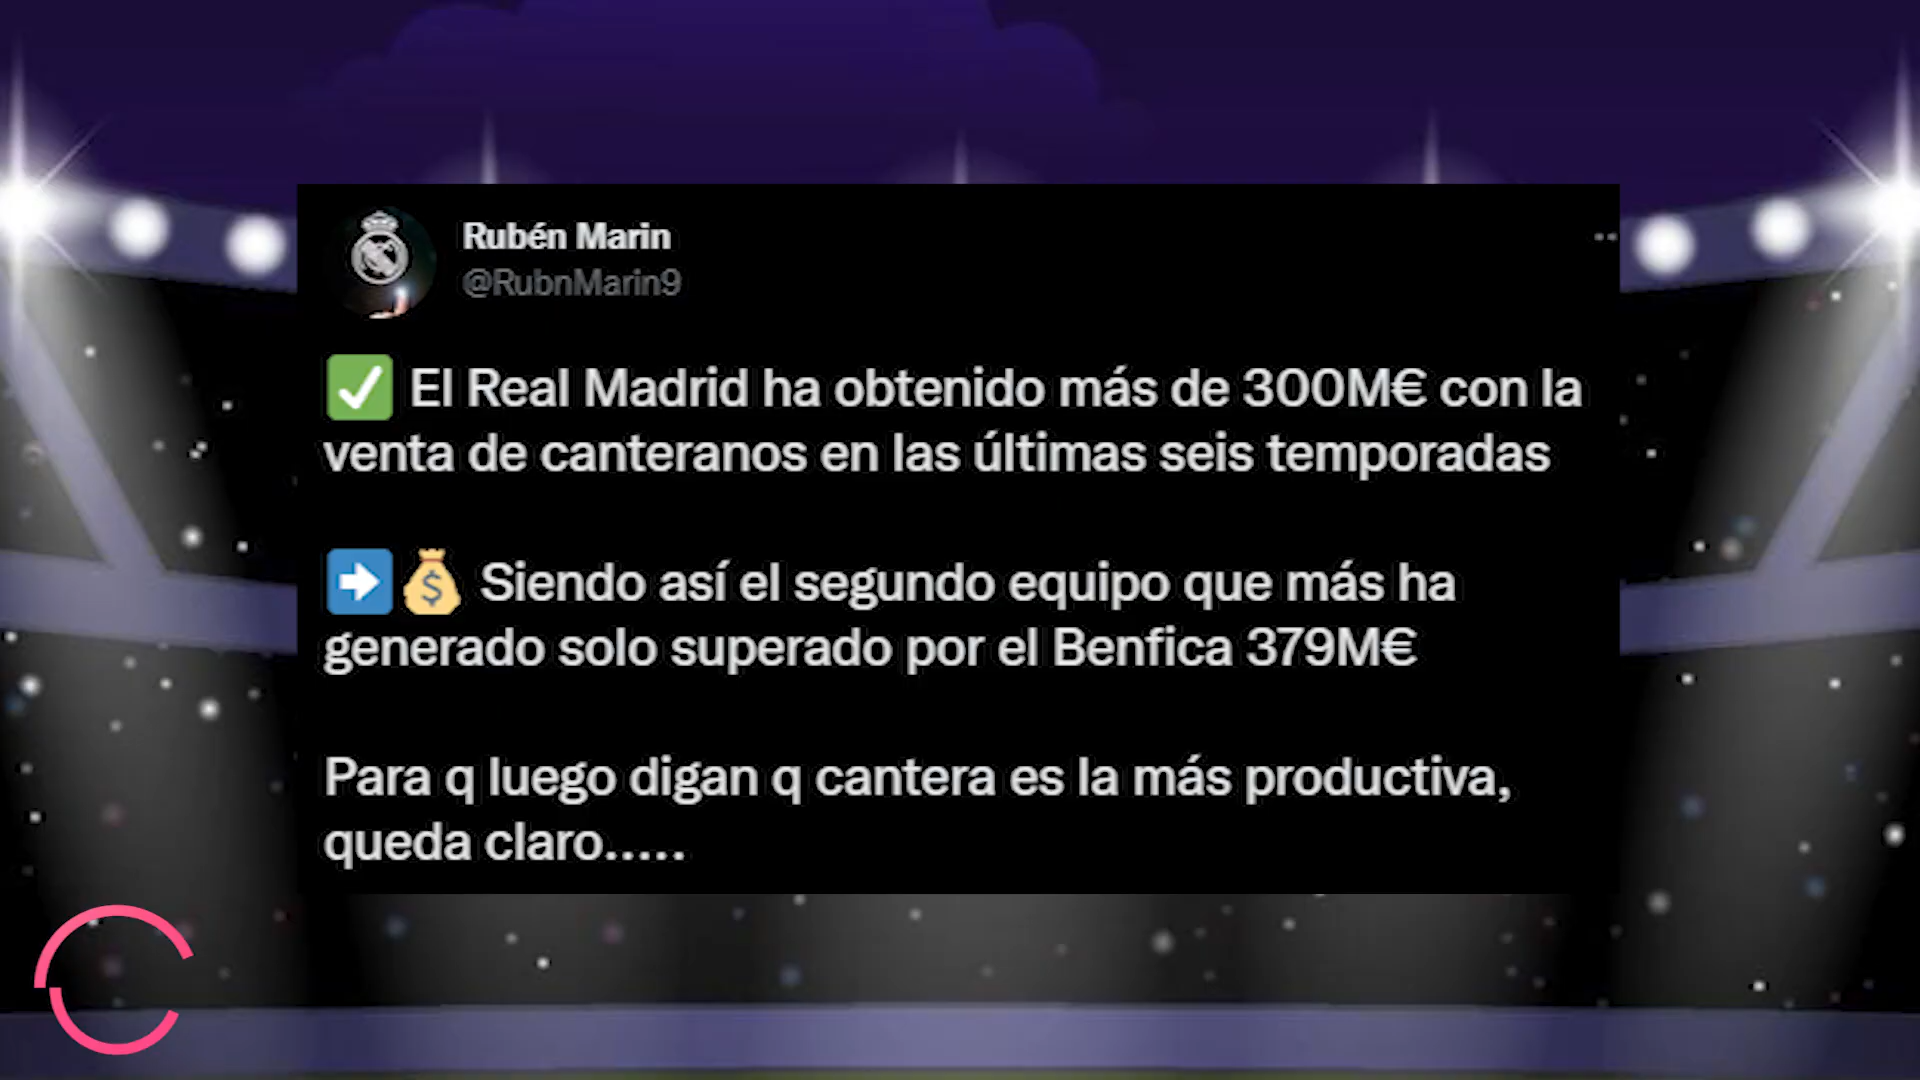 Rubén Marin
@RubnMarin9
✅ El Real Madrid ha obtenido más de 300M€ con la
venta de canteranos en las últimas seis temporadas
➡💰 Siendo así el segundo equipo que más ha
generado solo superado por el Benfica 379M€
Para q luego digan q cantera es la más productiva,
queda claro.....